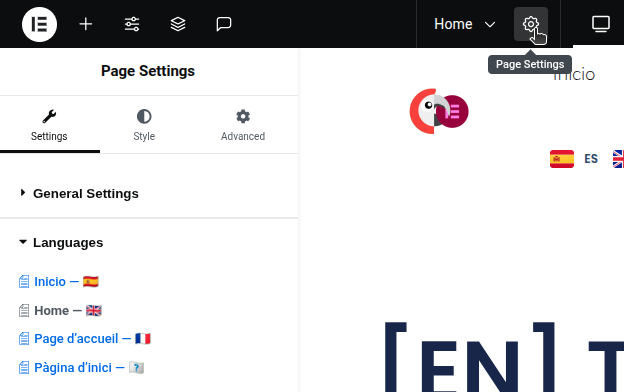 Home
Page Settings
Page Settings
Inicio
Settings
Style
Advanced
ES
General Settings
Languages
Inicio –
Home –
Page d'accueil –
Pàgina d'inici –
[EN] T